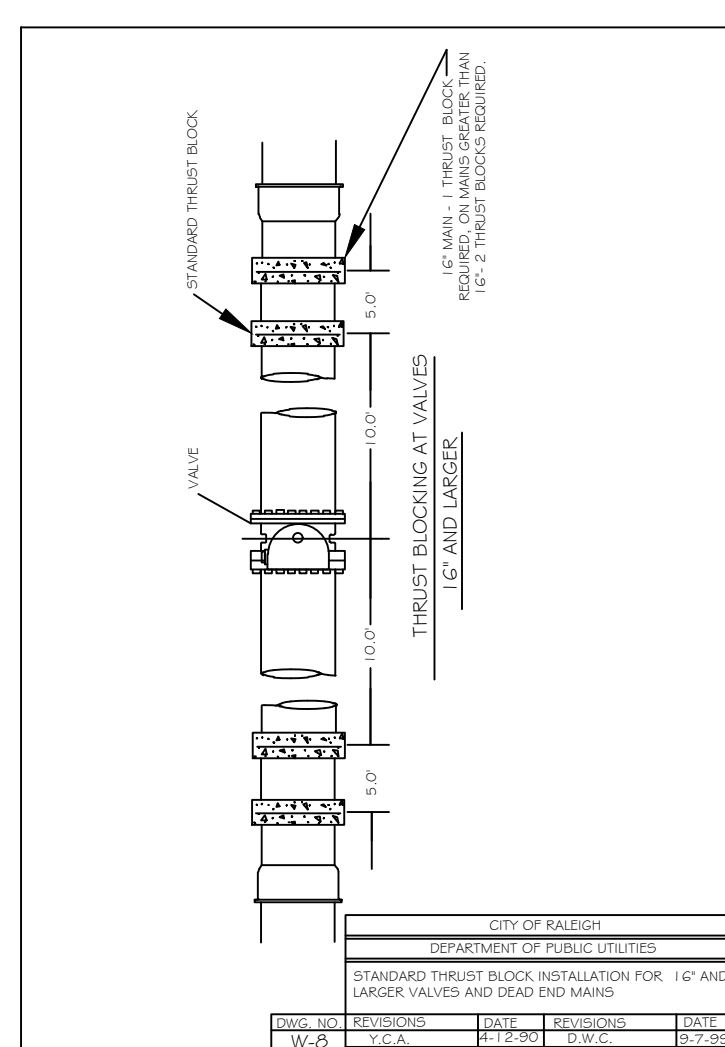 STANDARD THRUST BLOCK
16" MAIN - 1 THRUST BLOCK
REQUIRED, ON MAINS GREATER THAN
16"- 2 THRUST BLOCKS REQUIRED.
5.0'
10.0'
VALVE
THRUST BLOCKING AT VALVES
16" AND LARGER
10.0'
5.0'
CITY OF RALEIGH
DEPARTMENT OF PUBLIC UTILITIES
STANDARD THRUST BLOCK INSTALLATION FOR 16" AND
LARGER VALVES AND DEAD END MAINS
DWG. NO. REVISIONS DATE REVISIONS DATE
W-8 Y.C.A. 4-12-90 D.W.C. 9-7-99